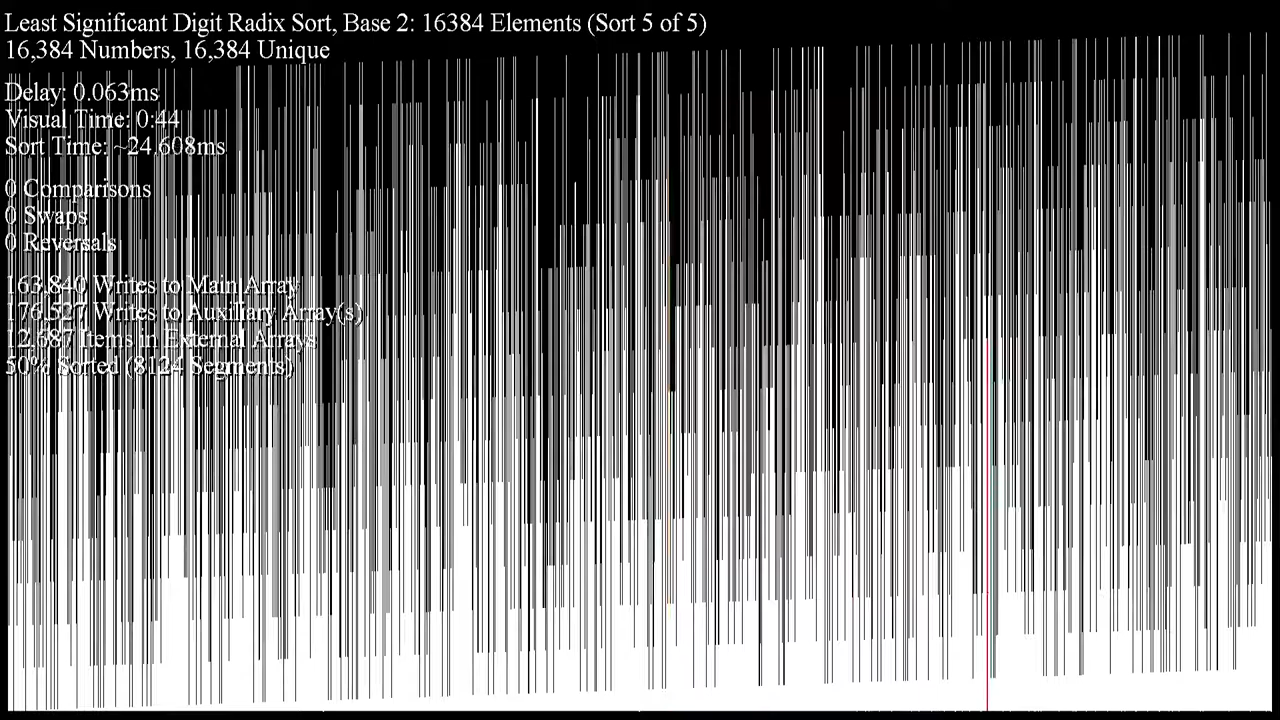 Least Significant Digit Radix Sort, Base 2: 16384 Elements (Sort 5 of 5)
16,384 Numbers, 16,384 Unique
Delay: 0.063ms
Visual Time: 0:44
Sort Time: ~24.608ms
0 Comparisons
0 Swaps
0 Reversals
163,840 Writes to Main Array
176,527 Writes to Auxiliary Array(s)
12,687 Items in External Arrays
50% Sorted (8124 Segments)